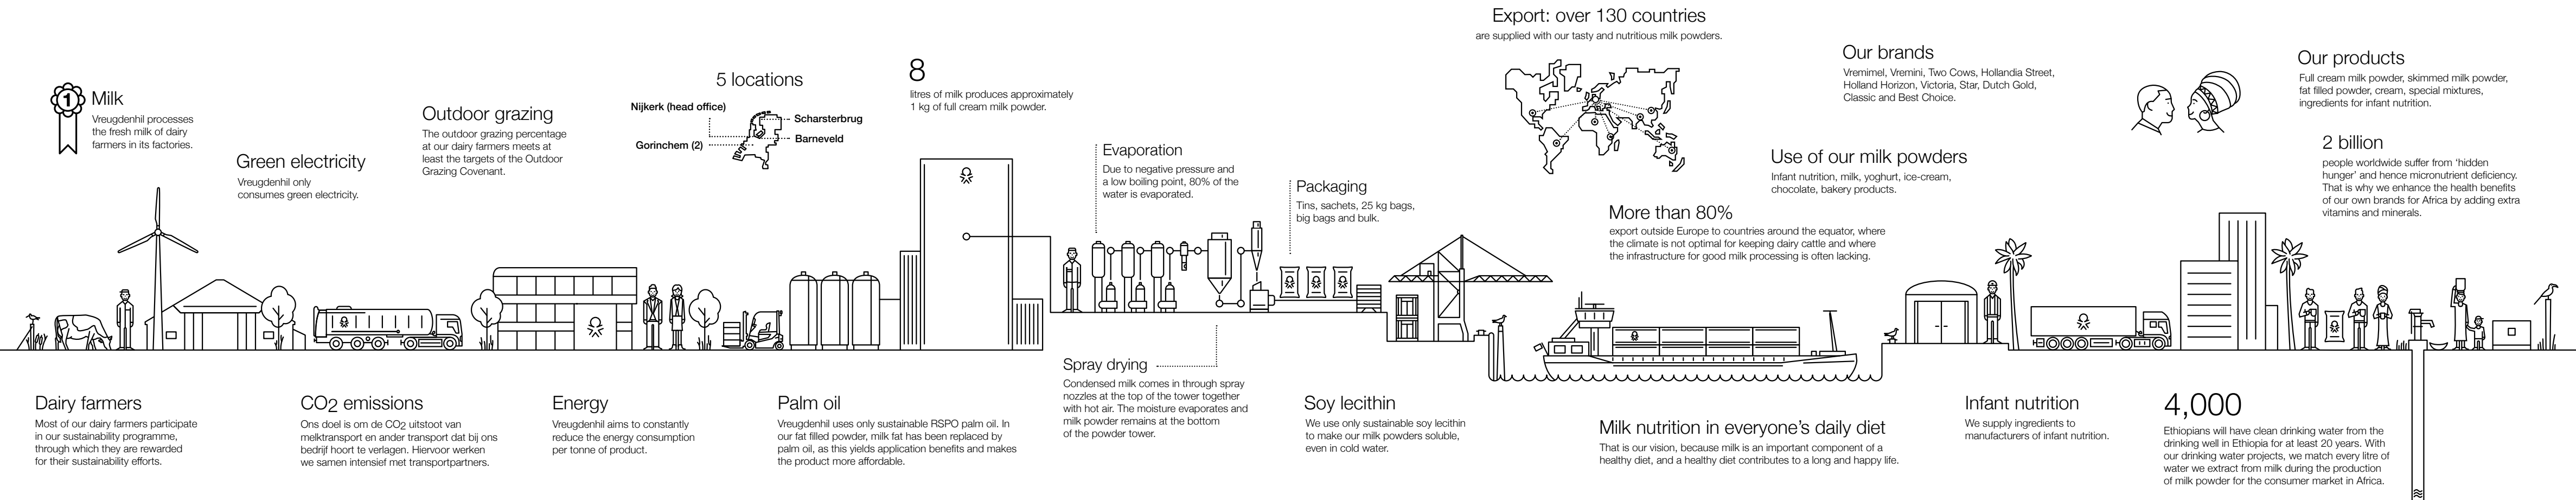 1
Milk
Vreugdenhil processes
the fresh milk of dairy
farmers in its factories.
Green electricity
Vreugdenhil only
consumes green electricity.
Outdoor grazing
The outdoor grazing percentage
at our dairy farmers meets at
least the targets of the Outdoor
Grazing Covenant.
5 locations
Nijkerk (head office)
Scharsterbrug
Barneveld
Gorinchem (2)
8
litres of milk produces approximately
1 kg of full cream milk powder.
Evaporation
Due to negative pressure and
a low boiling point, 80% of the
water is evaporated.
Packaging
Tins, sachets, 25 kg bags,
big bags and bulk.
Export: over 130 countries
are supplied with our tasty and nutritious milk powders.
More than 80%
export outside Europe to countries around the equator, where
the climate is not optimal for keeping dairy cattle and where
the infrastructure for good milk processing is often lacking.
Use of our milk powders
Infant nutrition, milk, yoghurt, ice-cream,
chocolate, bakery products.
Our brands
Vremimel, Vremini, Two Cows, Hollandia Street,
Holland Horizon, Victoria, Star, Dutch Gold,
Classic and Best Choice.
Our products
Full cream milk powder, skimmed milk powder,
fat filled powder, cream, special mixtures,
ingredients for infant nutrition.
2 billion
people worldwide suffer from ‘hidden
hunger’ and hence micronutrient deficiency.
That is why we enhance the health benefits
of our own brands for Africa by adding extra
vitamins and minerals.
Dairy farmers
Most of our dairy farmers participate
in our sustainability programme,
through which they are rewarded
for their sustainability efforts.
CO2 emissions
Ons doel is om de CO2 uitstoot van
melktransport en ander transport dat bij ons
bedrijf hoort te verlagen. Hiervoor werken
we samen intensief met transportpartners.
Energy
Vreugdenhil aims to constantly
reduce the energy consumption
per tonne of product.
Palm oil
Vreugdenhil uses only sustainable RSPO palm oil. In
our fat filled powder, milk fat has been replaced by
palm oil, as this yields application benefits and makes
the product more affordable.
Spray drying
Condensed milk comes in through spray
nozzles at the top of the tower together
with hot air. The moisture evaporates and
milk powder remains at the bottom
of the powder tower.
Soy lecithin
We use only sustainable soy lecithin
to make our milk powders soluble,
even in cold water.
Milk nutrition in everyone’s daily diet
That is our vision, because milk is an important component of a
healthy diet, and a healthy diet contributes to a long and happy life.
Infant nutrition
We supply ingredients to
manufacturers of infant nutrition.
4,000
Ethiopians will have clean drinking water from the
drinking well in Ethiopia for at least 20 years. With
our drinking water projects, we match every litre of
water we extract from milk during the production
of milk powder for the consumer market in Africa.